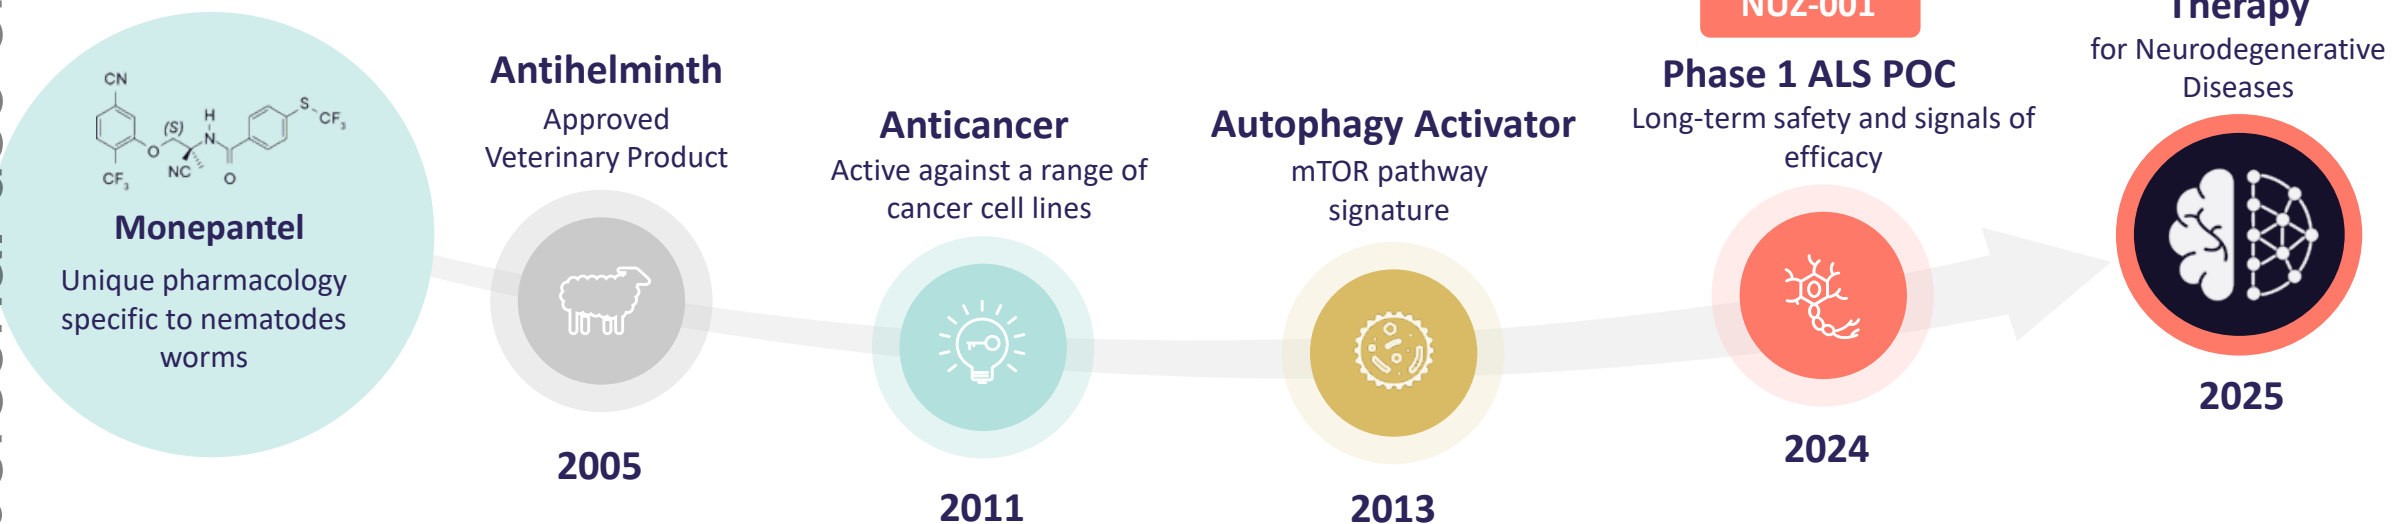 CN
(S)
H
N
S
CF3
O
CF3
NC
O
Monepantel
Unique pharmacology
specific to nematodes
worms
Antihelminth
Approved
Veterinary Product
2005
Anticancer
Active against a range of
cancer cell lines
2011
Autophagy Activator
mTOR pathway
signature
2013
NUZ-001
Phase 1 ALS POC
Long-term safety and signals of
efficacy
2024
Therapy
for Neurodegenerative
Diseases
2025